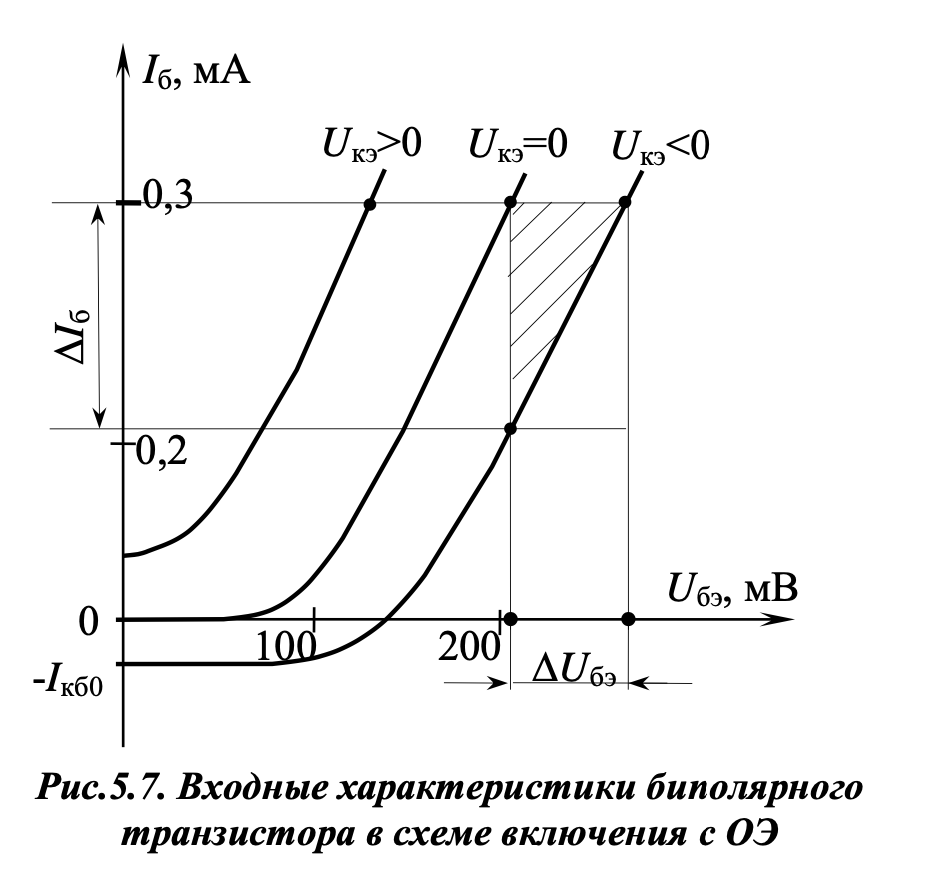 Iб, мА
Uкэ>0
Uкэ=0
Uкэ<0
0,3
ΔIб
0,2
Uбэ, мВ
0
100
200
ΔUбэ
-Iкб0
Рис.5.7. Входные характеристики биполярного
транзистора в схеме включения с ОЭ